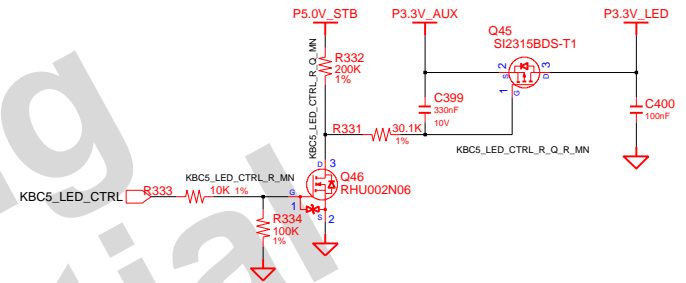 P5.0V_STB
P3.3V_AUX
P3.3V_LED
Q45
SI2315BDS-T1
KBC5_LED_CTRL_R_Q_MN
R332
200K
1%
2
3
S
D
1
G
C399
330nF
10V
C400
100nF
R331
30.1K
1%
KBC5_LED_CTRL_R_Q_R_MN
D
3
KBC5_LED_CTRL_R_MN
Q46
RHU002N06
KBC5_LED_CTRL
R333
10K
1%
G
1
S
2
R334
100K
1%